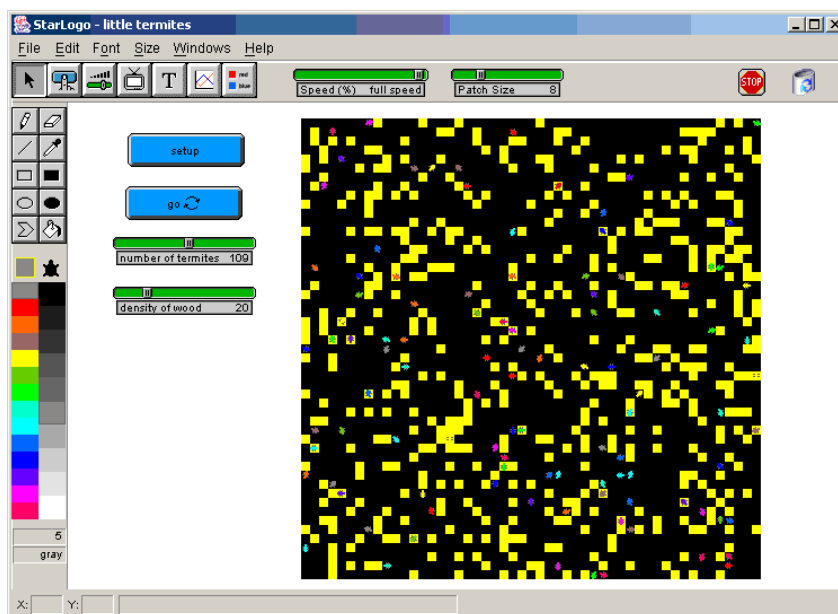 StarLogo - little termites
File Edit Font Size Windows Help
T
red
blue
Speed (%) full speed
Patch Size 8
STOP
setup
go
number of termites 109
density of wood 20
5
gray
X: Y: